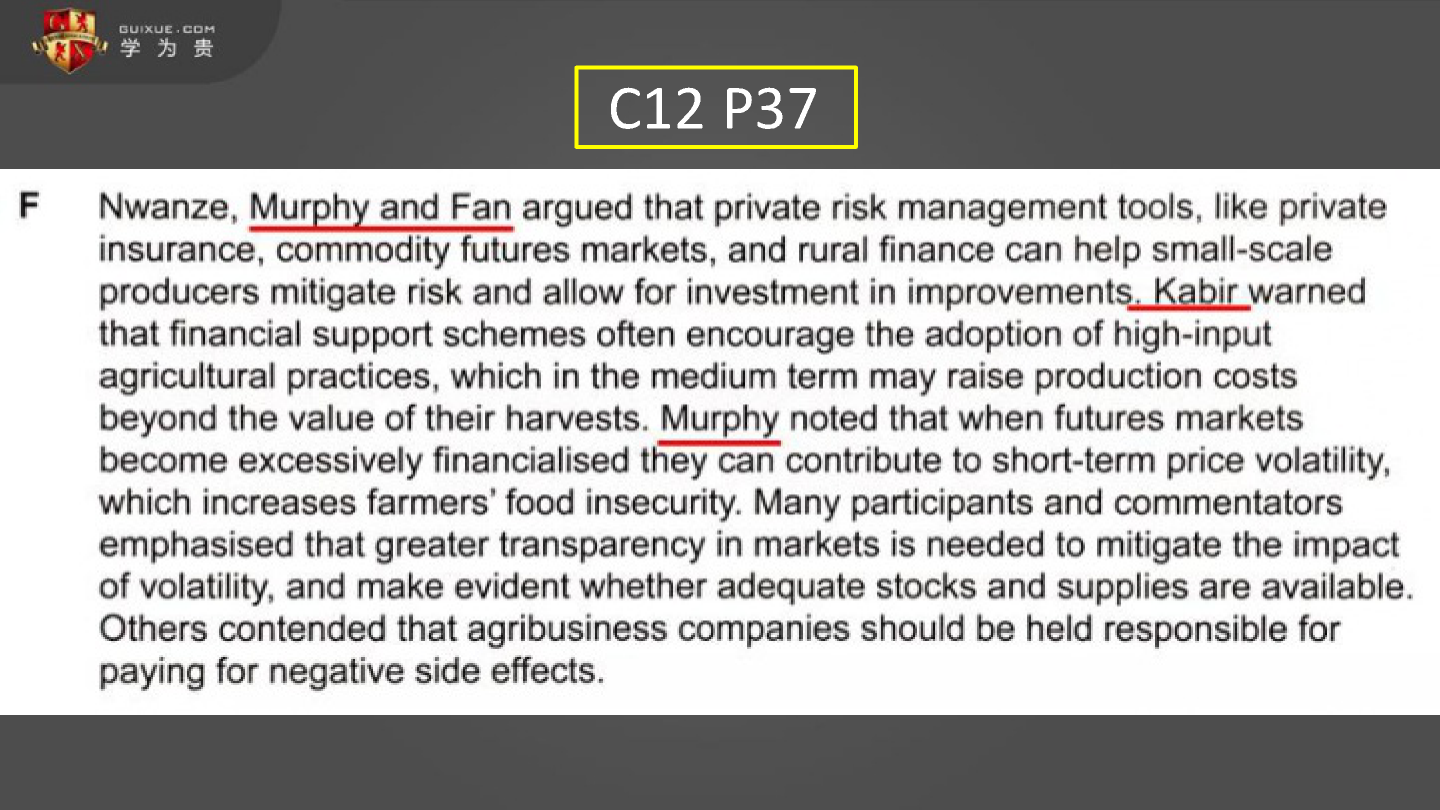 GUIXUE.COM
学为贵
C12 P37
F Nwanze, Murphy and Fan argued that private risk management tools, like private
insurance, commodity futures markets, and rural finance can help small-scale
producers mitigate risk and allow for investment in improvements. Kabir warned
that financial support schemes often encourage the adoption of high-input
agricultural practices, which in the medium term may raise production costs
beyond the value of their harvests. Murphy noted that when futures markets
become excessively financialised they can contribute to short-term price volatility,
which increases farmers’ food insecurity. Many participants and commentators
emphasised that greater transparency in markets is needed to mitigate the impact
of volatility, and make evident whether adequate stocks and supplies are available.
Others contended that agribusiness companies should be held responsible for
paying for negative side effects.